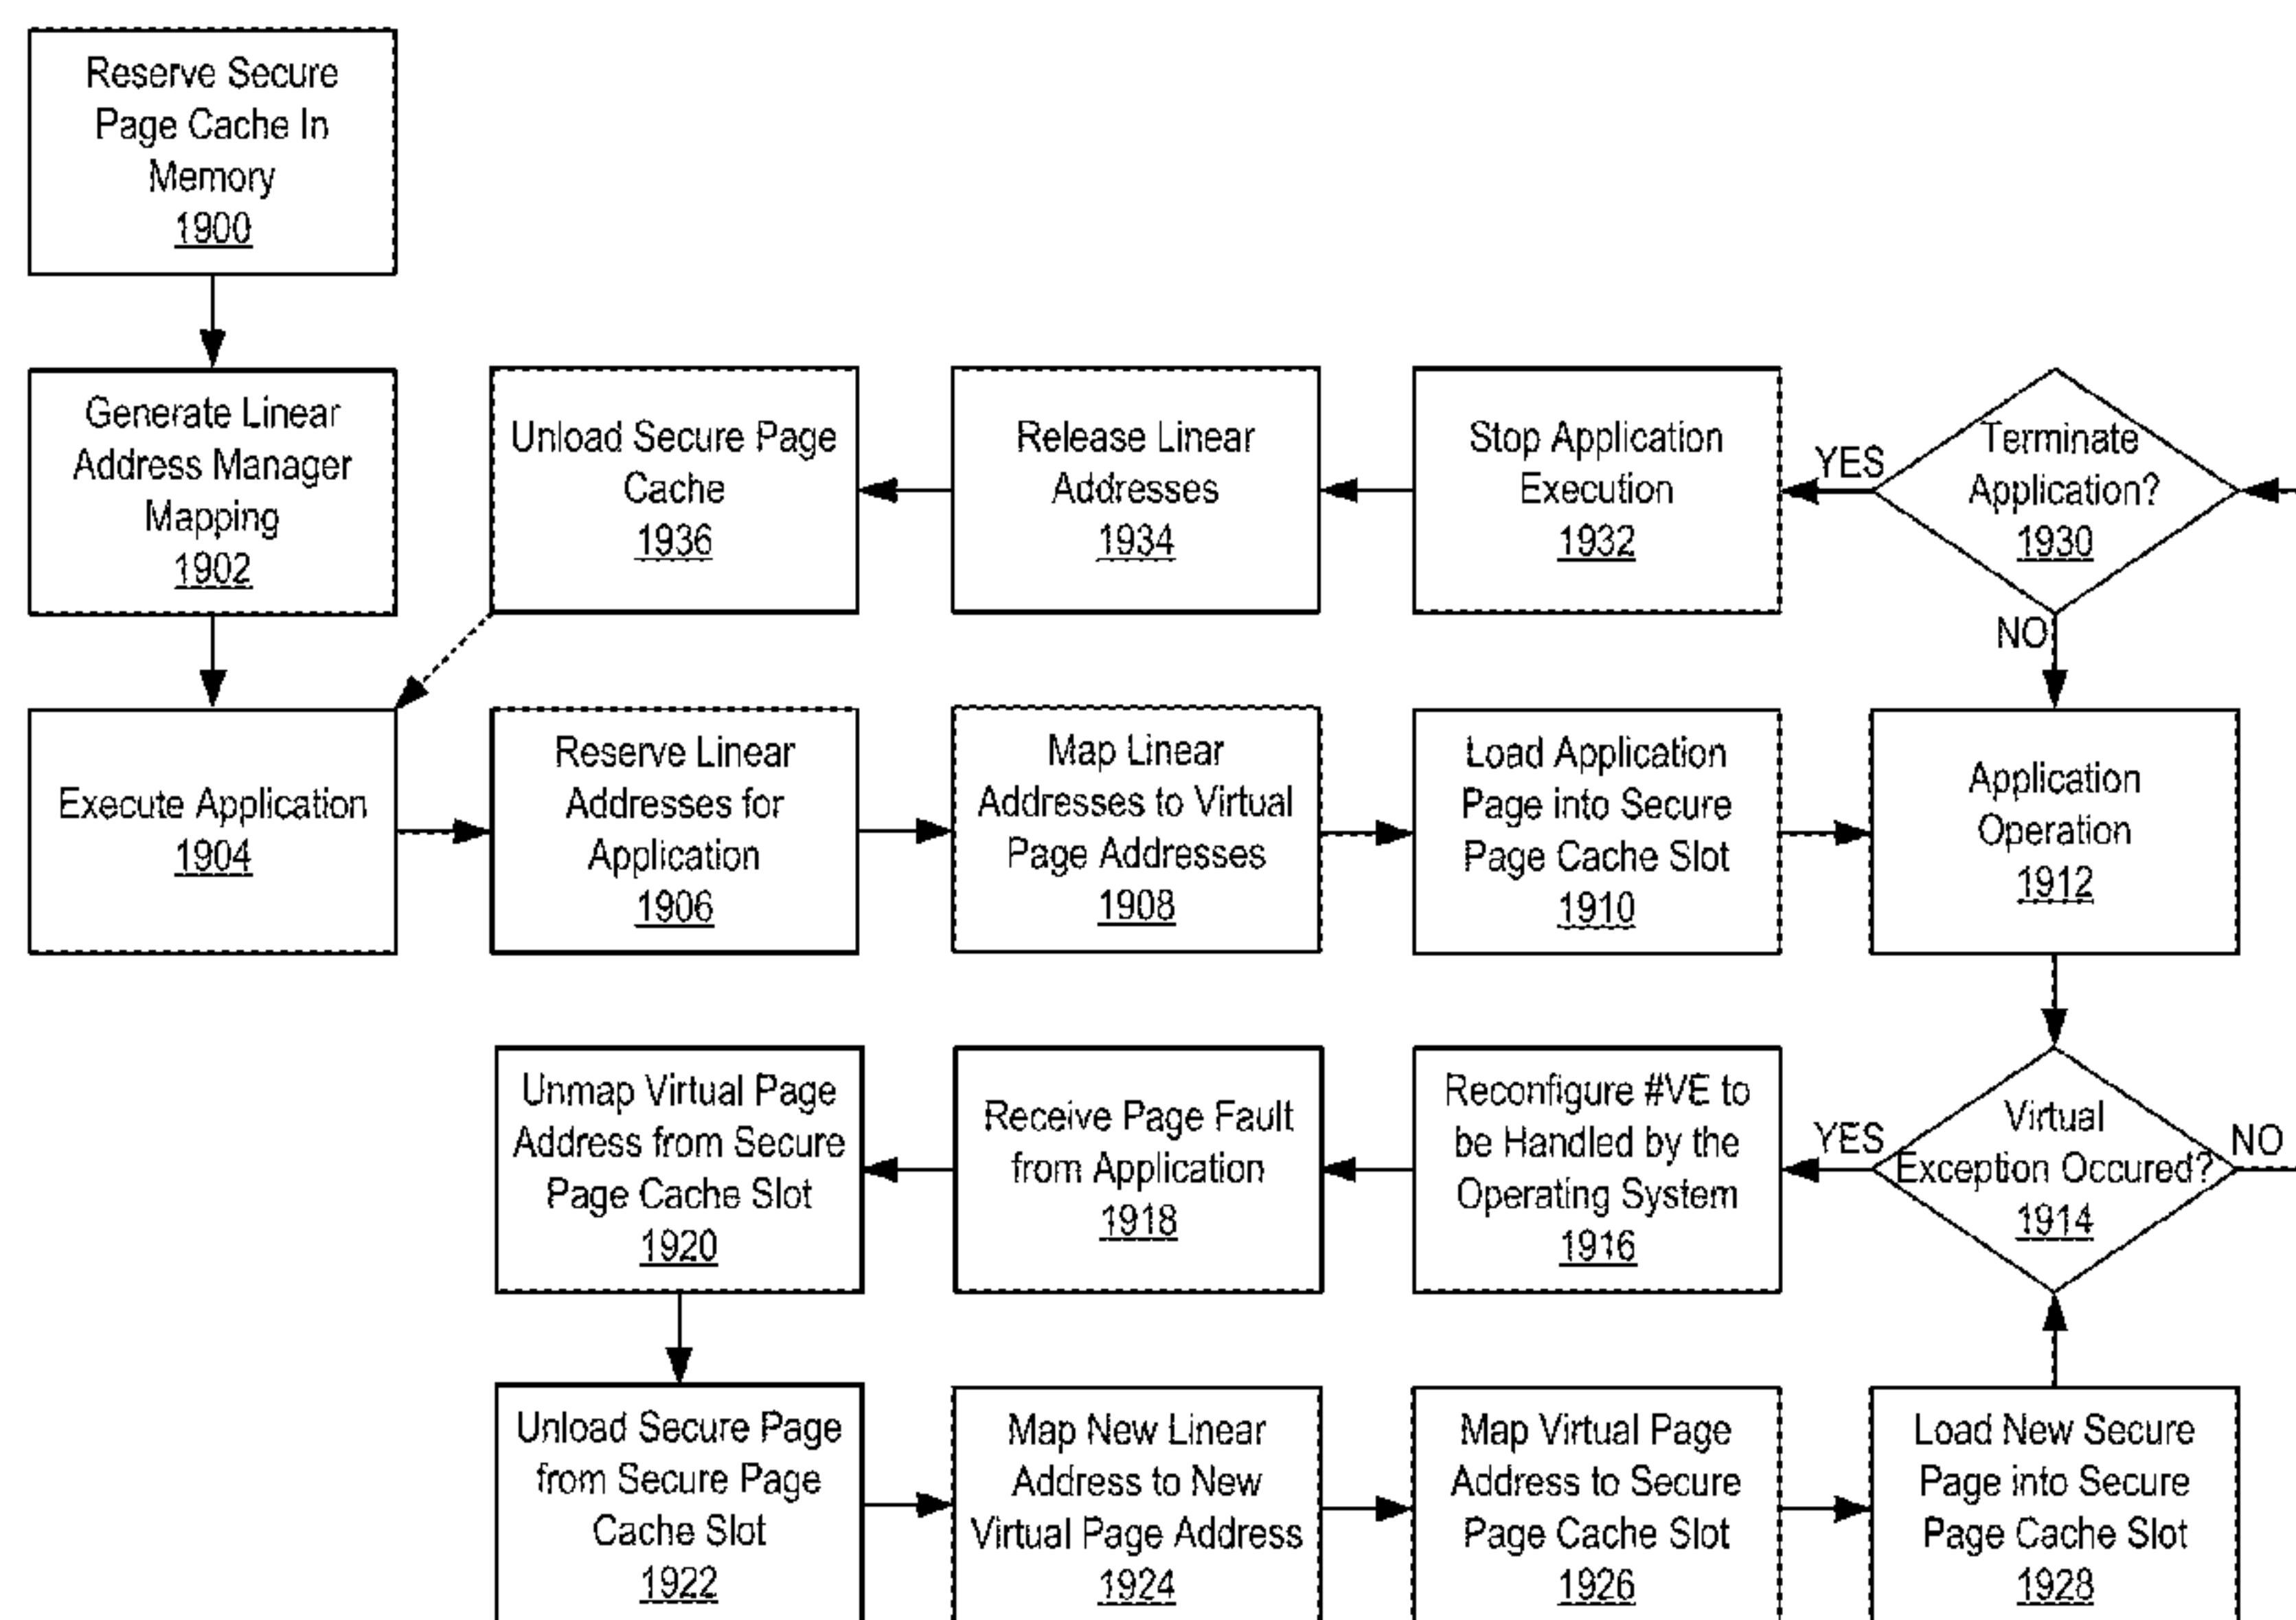 Reserve Secure
Page Cache In
Memory
1900
Generate Linear
Address Manager
Mapping
1902
Unload Secure Page
Cache
1936
Release Linear
Addresses
1934
Stop Application
Execution
1932
YES
Terminate
Application?
1930
NO
Execute Application
1904
Reserve Linear
Addresses for
Application
1906
Map Linear
Addresses to Virtual
Page Addresses
1908
Load Application
Page into Secure
Page Cache Slot
1910
Application
Operation
1912
Unmap Virtual Page
Address from Secure
Page Cache Slot
1920
Receive Page Fault
from Application
1918
Reconfigure #VE to
be Handled by the
Operating System
1916
YES
Virtual
Exception Occured?
1914
NO
Unload Secure Page
from Secure Page
Cache Slot
1922
Map New Linear
Address to New
Virtual Page Address
1924
Map Virtual Page
Address to Secure
Page Cache Slot
1926
Load New Secure
Page into Secure
Page Cache Slot
1928